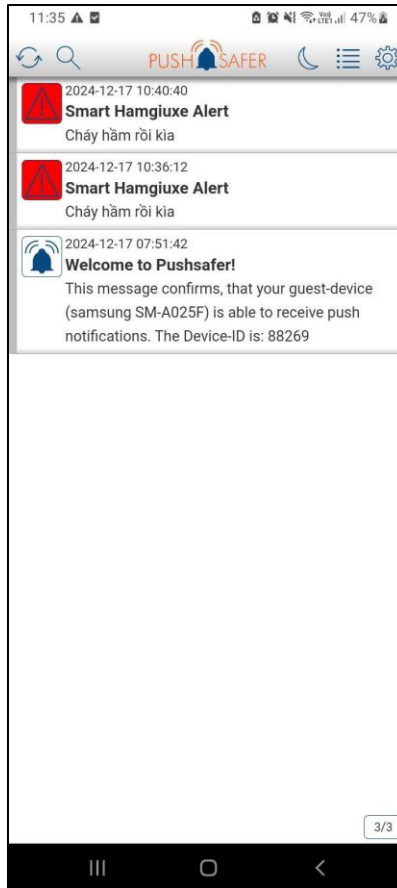 11:35
47%
PUSH SAFER
2024-12-17 10:40:40
Smart Hamgiuxe Alert
Cháy hầm rồi kìa
2024-12-17 10:36:12
Smart Hamgiuxe Alert
Cháy hầm rồi kìa
2024-12-17 07:51:42
Welcome to Pushsafer!
This message confirms, that your guest-device
(samsung SM-A025F) is able to receive push
notifications. The Device-ID is: 88269
3/3